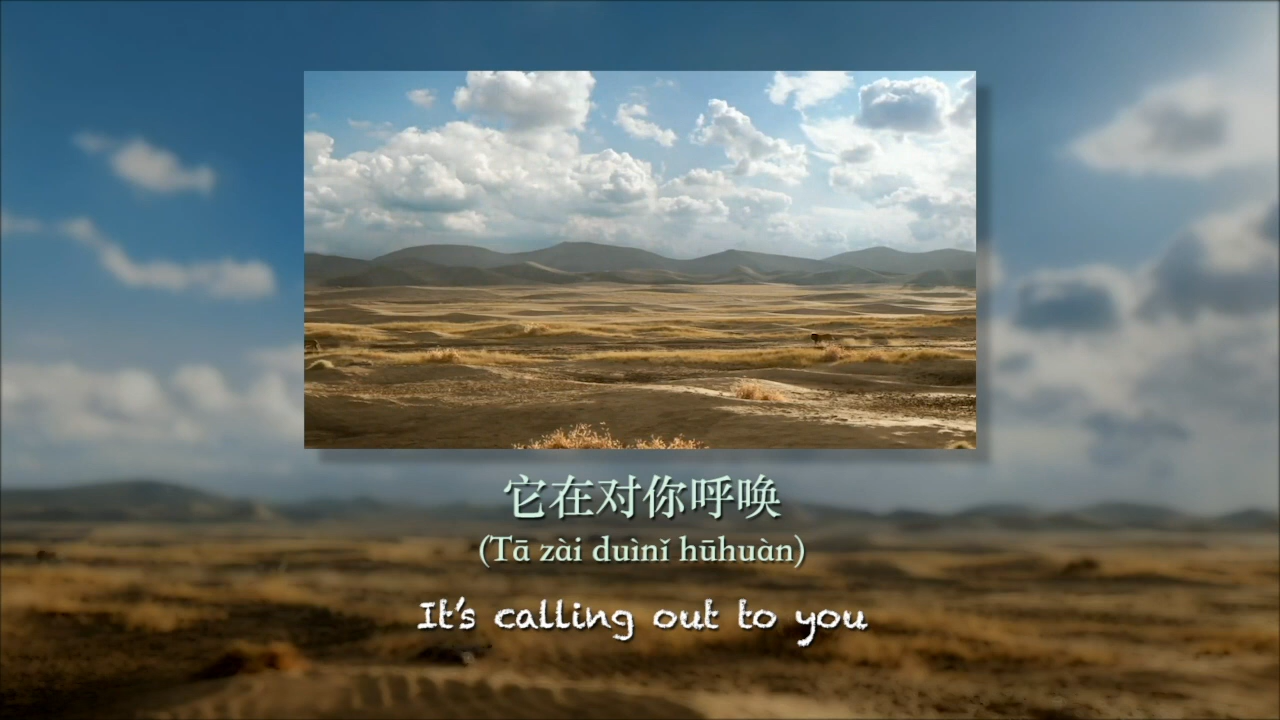 它在对你呼唤
(Tā zài duìnǐ hūhuàn)
It's calling out to you